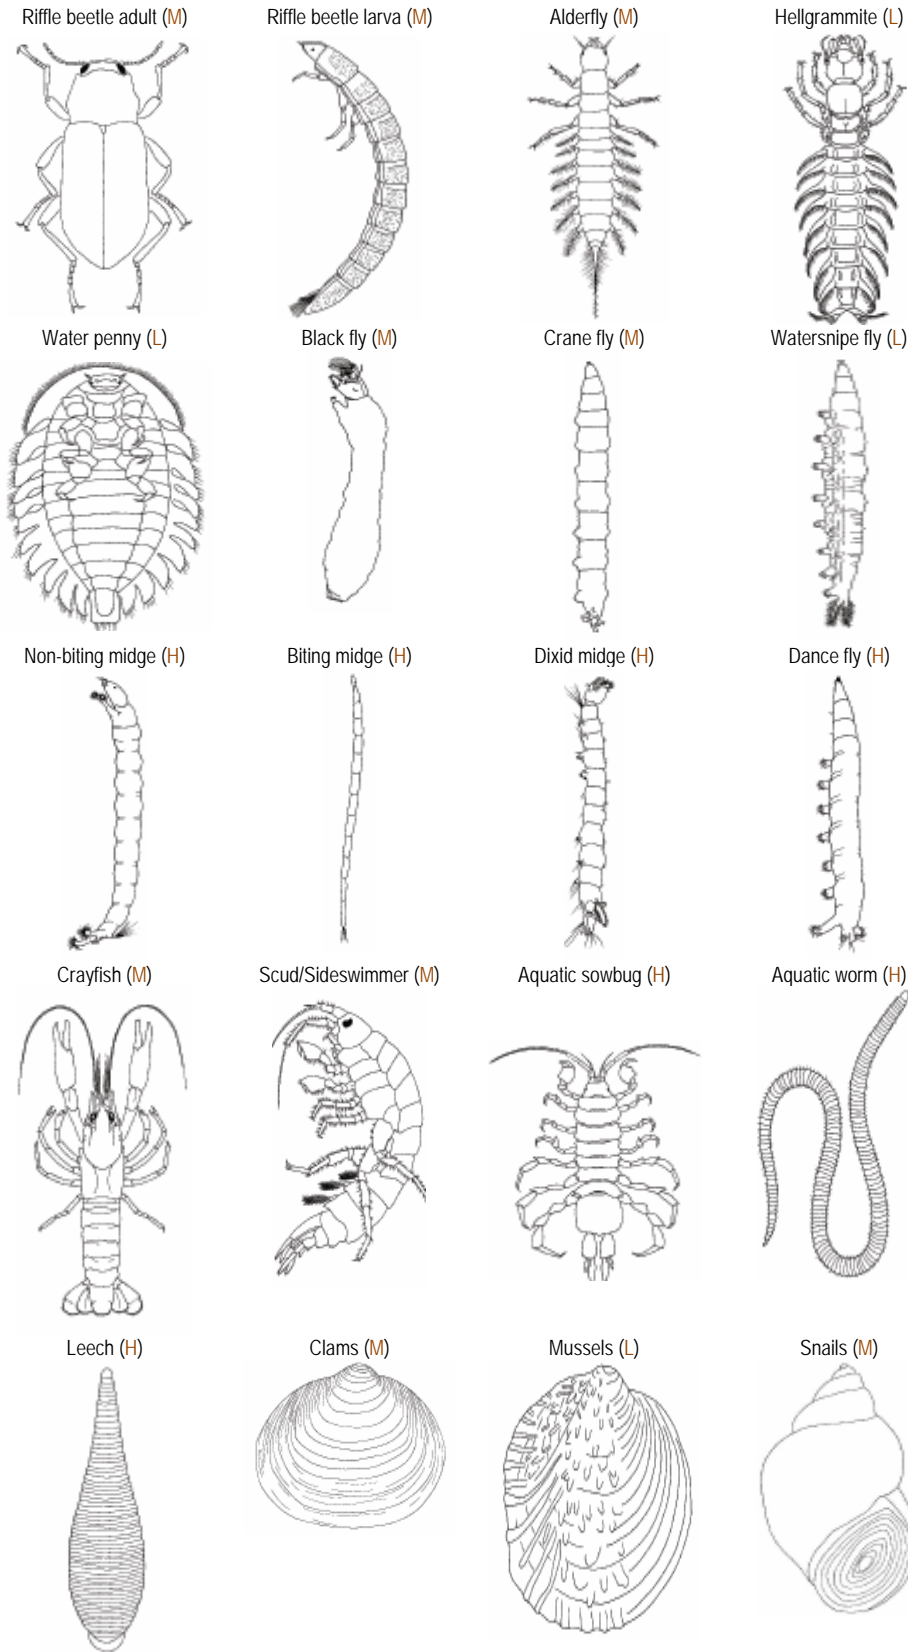 Riffle beetle adult (M)
Riffle beetle larva (M)
Alderfly (M)
Hellgrammite (L)
Water penny (L)
Black fly (M)
Crane fly (M)
Watersnipe fly (L)
Non-biting midge (H)
Biting midge (H)
Dixid midge (H)
Dance fly (H)
Crayfish (M)
Scud/Sideswimmer (M)
Aquatic sowbug (H)
Aquatic worm (H)
Leech (H)
Clams (M)
Mussels (L)
Snails (M)